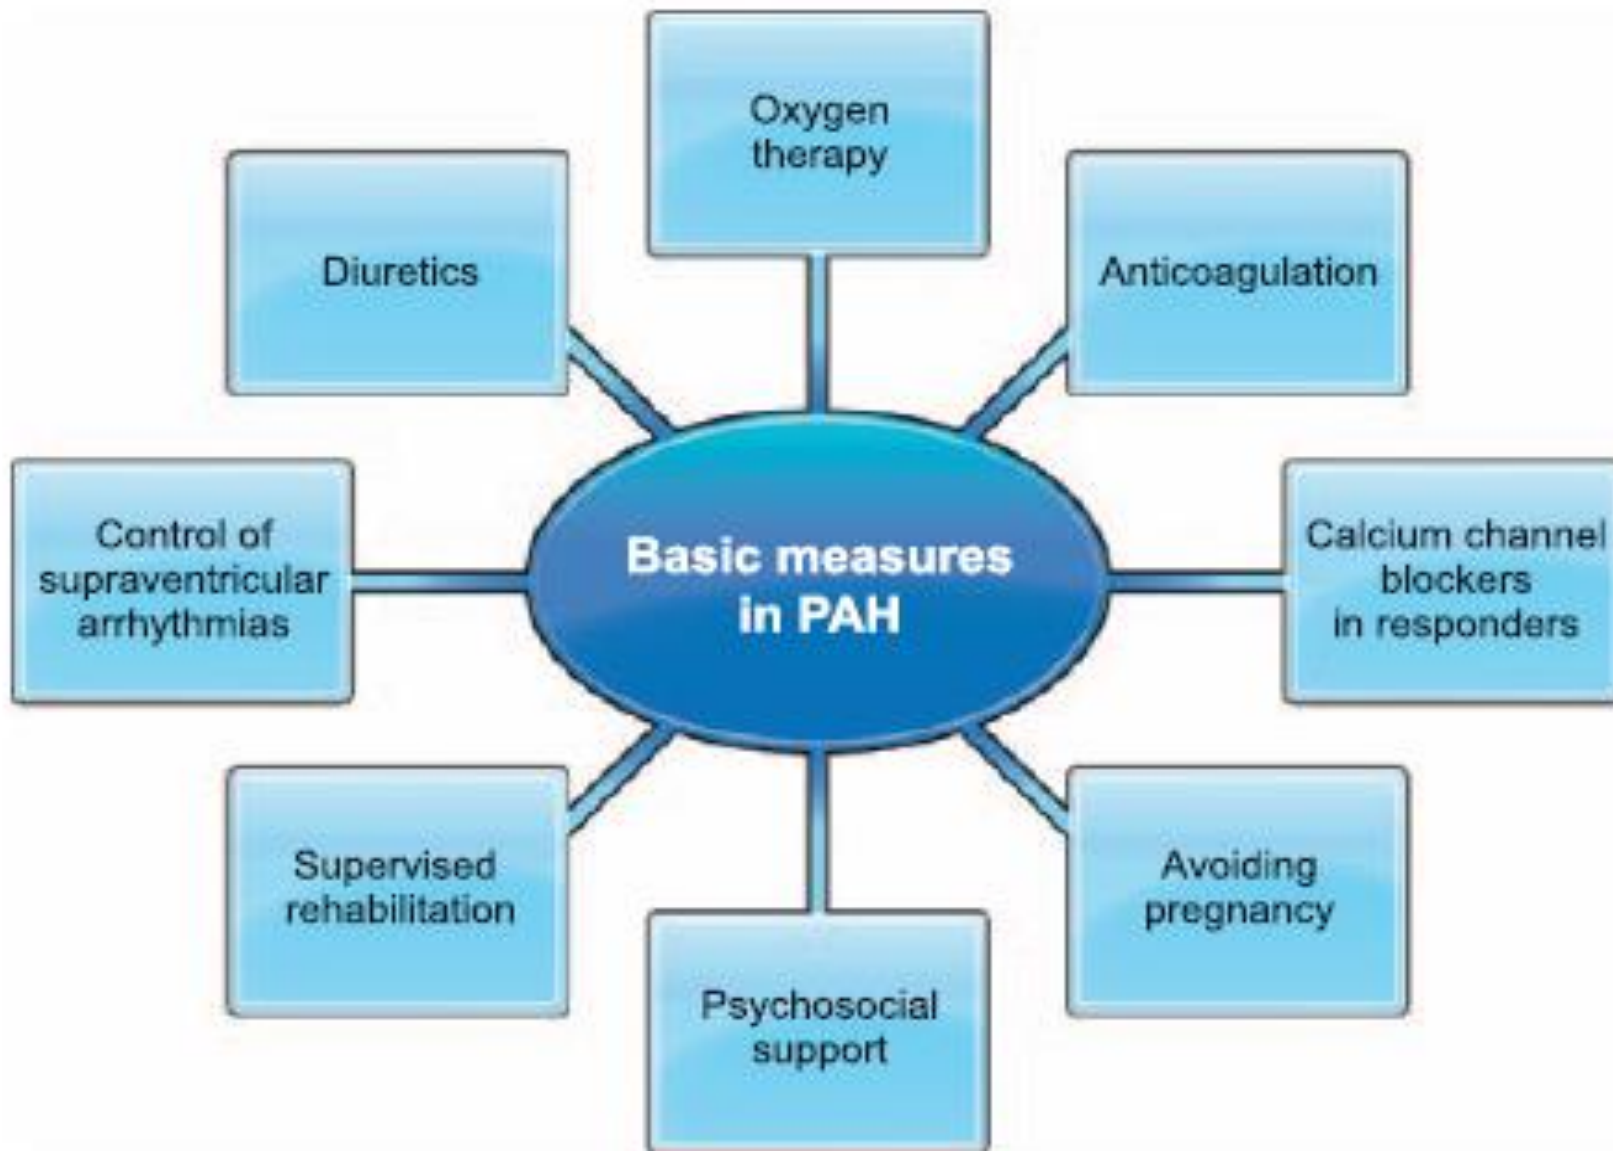 Oxygen
therapy
Diuretics
Anticoagulation
Control of
supraventricular
arrhythmias
Basic measures
in PAH
Calcium channel
blockers
in responders
Supervised
rehabilitation
Avoiding
pregnancy
Psychosocial
support